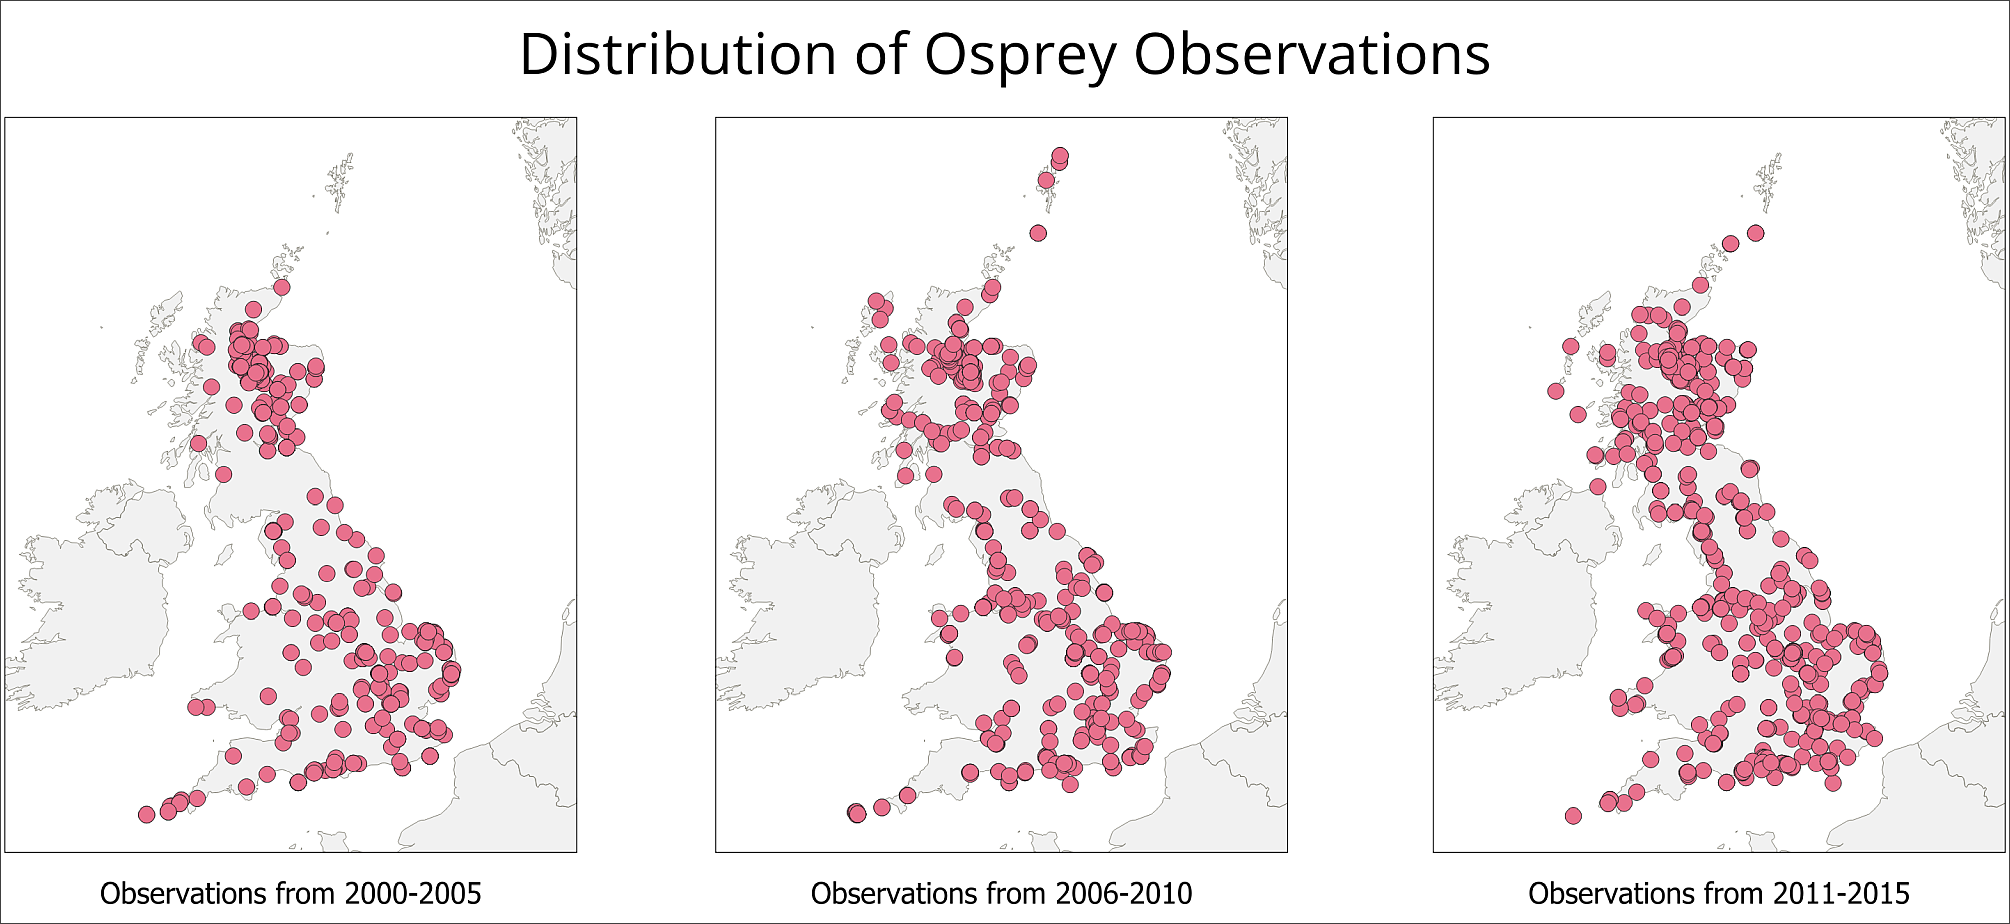 Distribution of Osprey Observations
Observations from 2000-2005
Observations from 2006-2010
Observations from 2011-2015